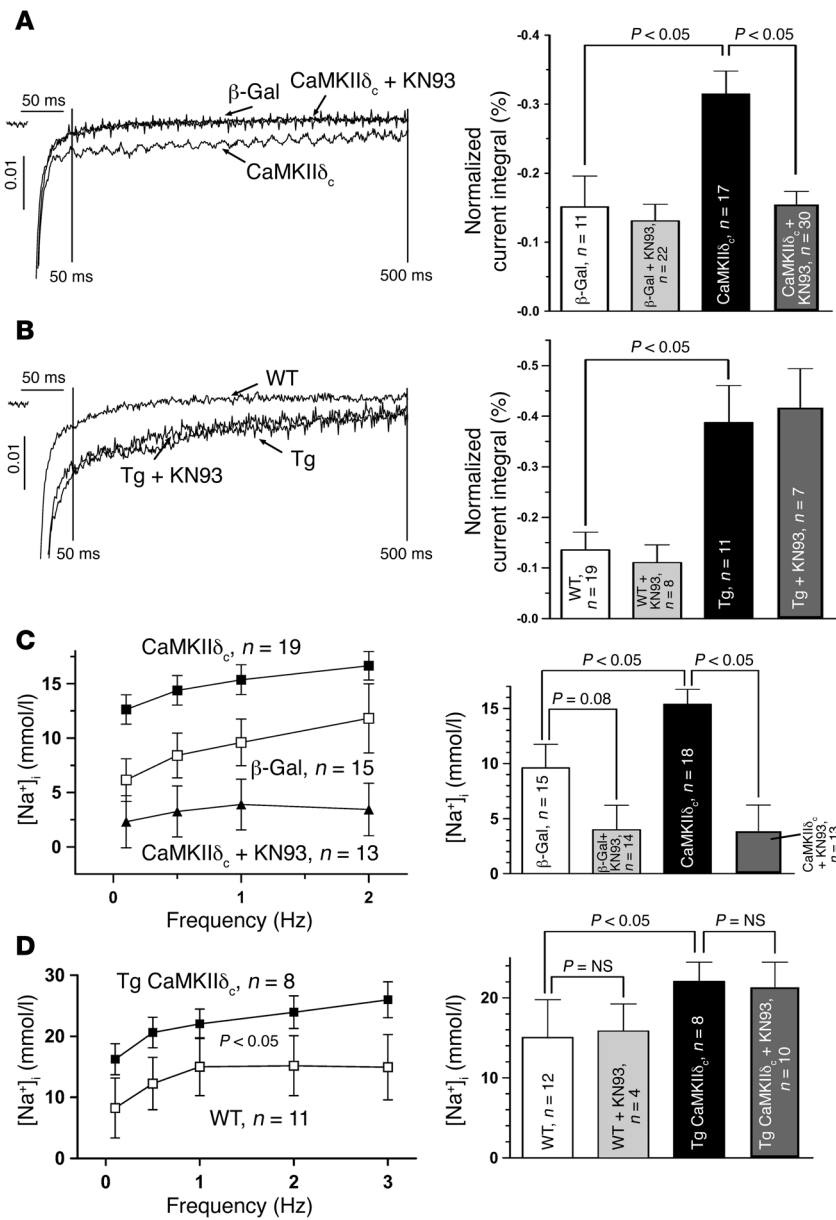 A
50 ms
β-Gal
CaMKIIδc + KN93
0.01
CaMKIIδc
50 ms
500 ms
Normalized
current integral (%)
-0.4
-0.3
-0.2
-0.1
-0.0
P < 0.05
P < 0.05
β-Gal, n = 11
β-Gal + KN93,
n = 22
CaMKIIδc, n = 17
CaMKIIδc +
KN93, n = 30
B
50 ms
WT
0.01
Tg + KN93
Tg
50 ms
500 ms
Normalized
current integral (%)
-0.5
-0.4
-0.3
-0.2
-0.1
-0.0
P < 0.05
WT,
n = 19
WT +
KN93,
n = 8
Tg, n = 11
Tg + KN93, n = 7
C
[Na+]i (mmol/l)
15
10
5
0
CaMKIIδc, n = 19
β-Gal, n = 15
CaMKIIδc + KN93, n = 13
0
1
2
Frequency (Hz)
[Na+]i (mmol/l)
15
10
5
0
P < 0.05
P < 0.05
P = 0.08
β-Gal, n = 15
β-Gal+
KN93,
n = 14
CaMKIIδc, n = 18
CaMKIIδc
+ KN93,
n = 13
D
[Na+]i (mmol/l)
30
20
10
0
Tg CaMKIIδc, n = 8
P < 0.05
WT, n = 11
0
1
2
3
Frequency (Hz)
[Na+]i (mmol/l)
20
10
0
P < 0.05
P = NS
P = NS
WT, n = 12
WT + KN93,
n = 4
Tg CaMKIIδc, n = 8
Tg CaMKIIδc + KN93,
n = 10